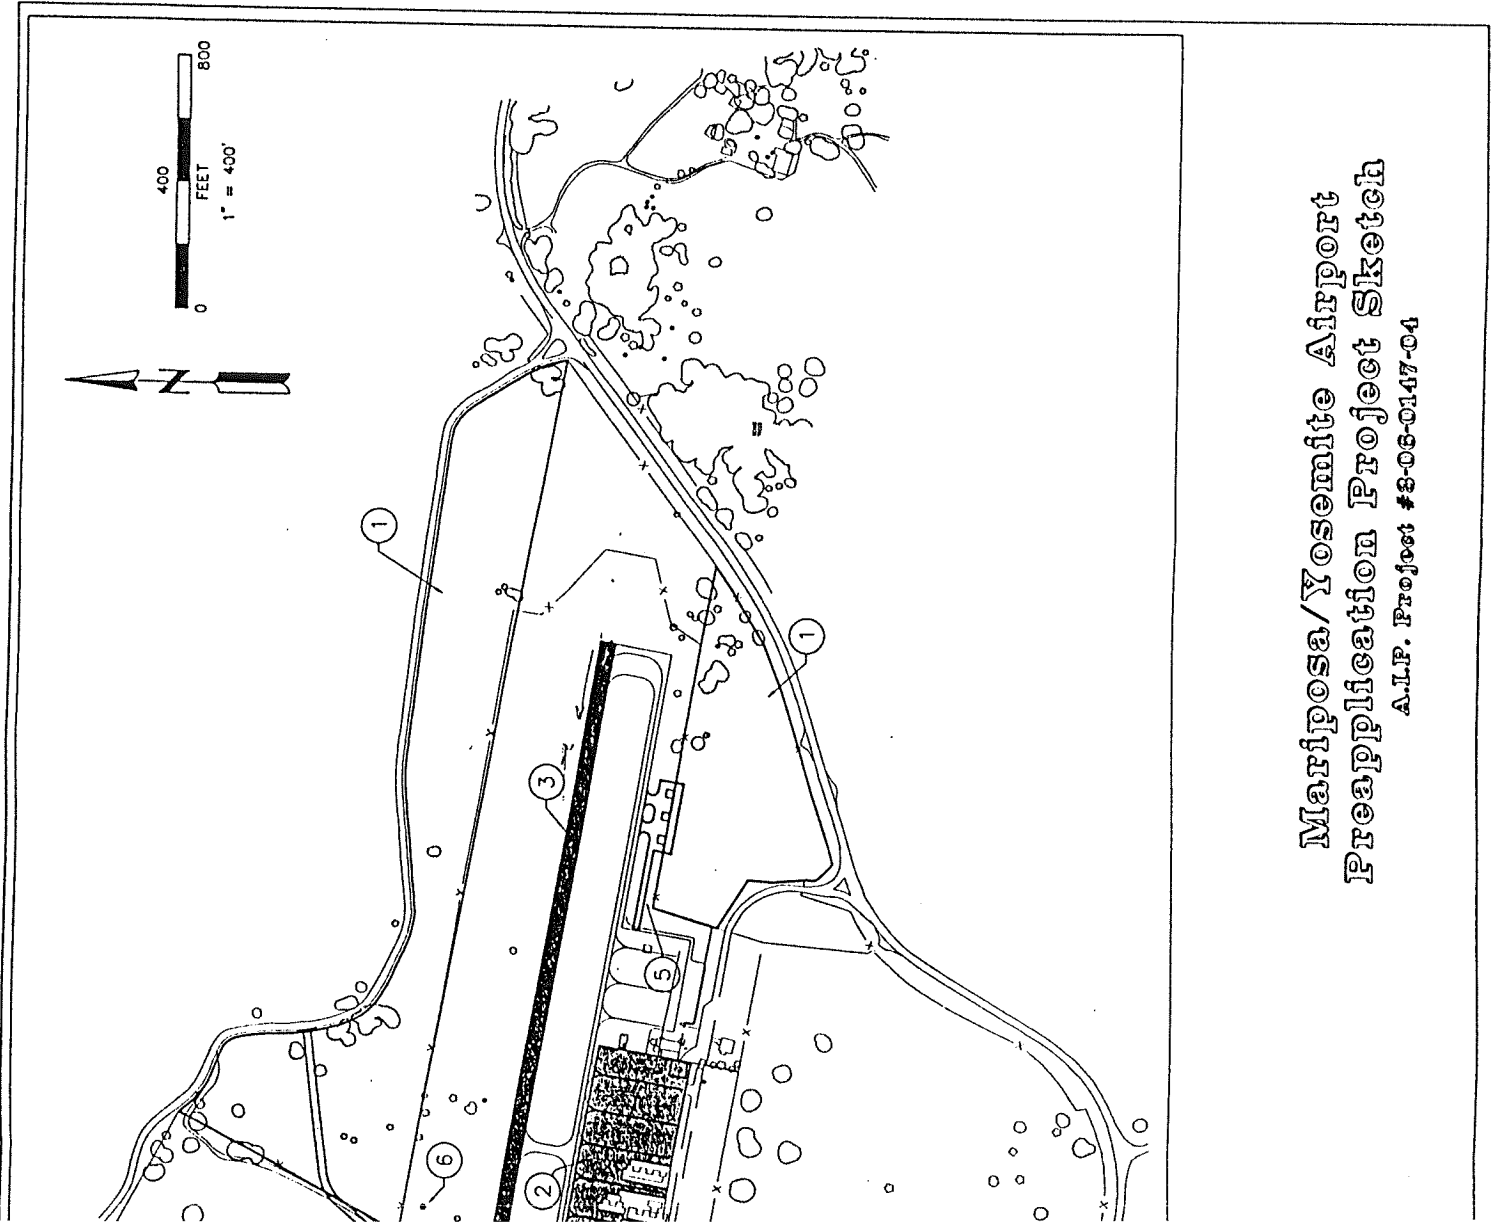 Mariposa/Yosemite Airport
Preapplication Project Sketch
A.I.P. Project #3-06-0147-04
0
400
800
FEET
1" = 400'
N
1
1
3
5
2
6